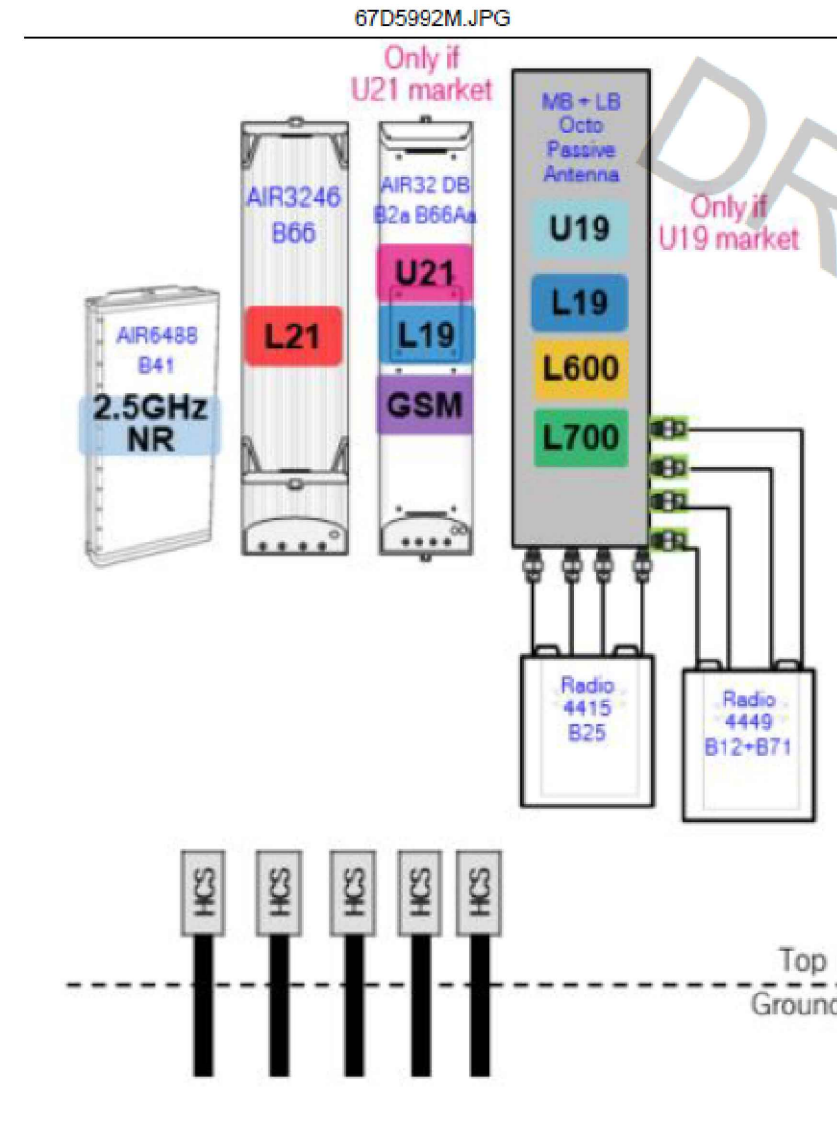 67D5992M.JPG
Only if
U21 market
MB + LB
Octo
Passive
Antenna
AIR3246
B66
AIR32 DB
B2a B66Aa
Only if
U19 market
U19
U21
L19
AIR6488
B41
L21
L19
L600
2.5GHz
NR
GSM
L700
Radio
4415
B25
Radio
4449
B12+B71
HCS
HCS
HCS
HCS
HCS
Top
Ground